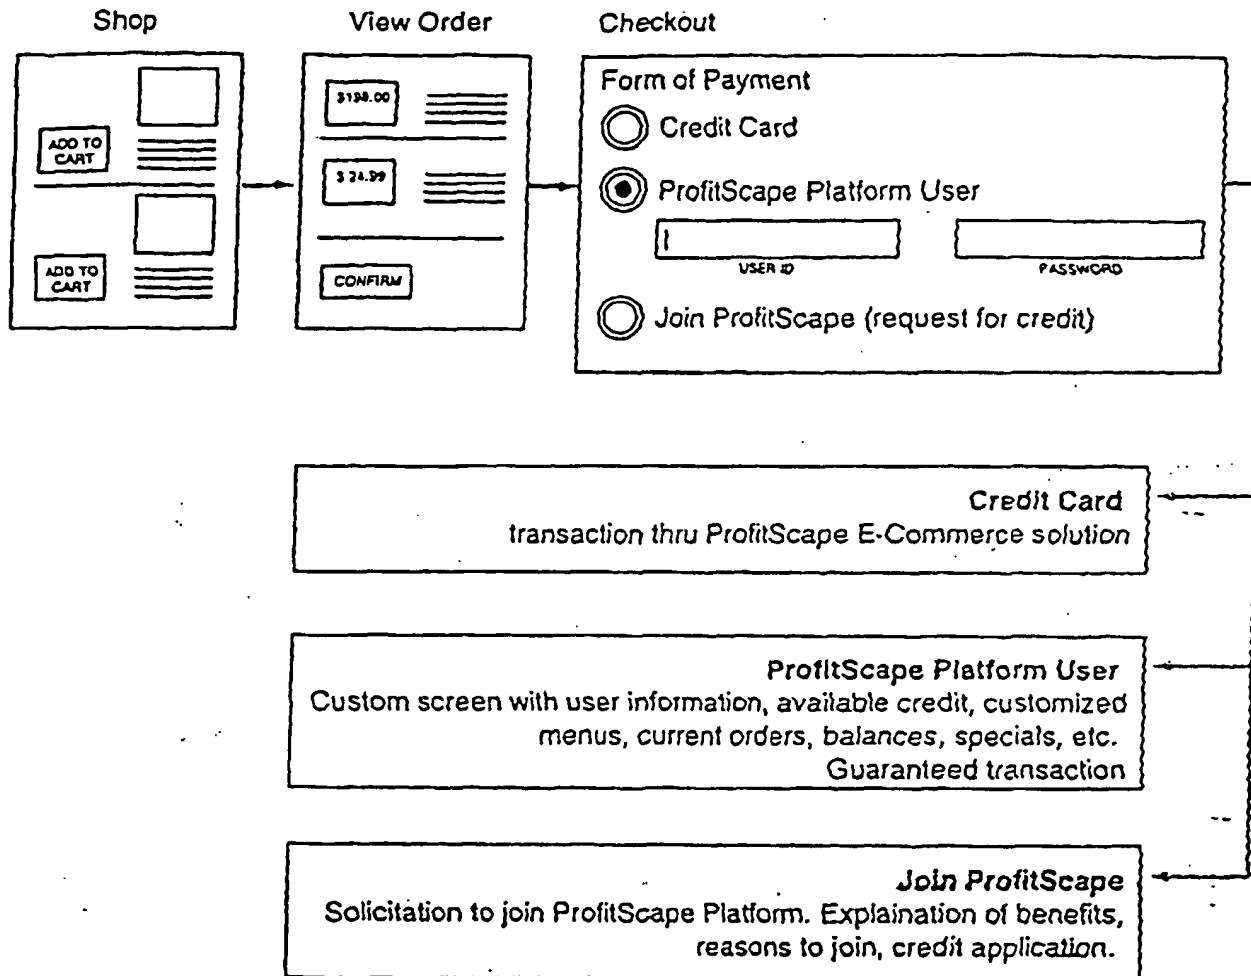 Shop
View Order
Checkout
ADD TO
CART
ADD TO
CART
$198.00
$24.99
CONFIRM
Form of Payment
Credit Card
ProfitScape Platform User
USER ID
PASSWORD
Join ProfitScape (request for credit)
Credit Card
transaction thru ProfitScape E-Commerce solution
ProfitScape Platform User
Custom screen with user information, available credit, customized
menus, current orders, balances, specials, etc.
Guaranteed transaction
Join ProfitScape
Solicitation to join ProfitScape Platform. Explaination of benefits,
reasons to join, credit application.